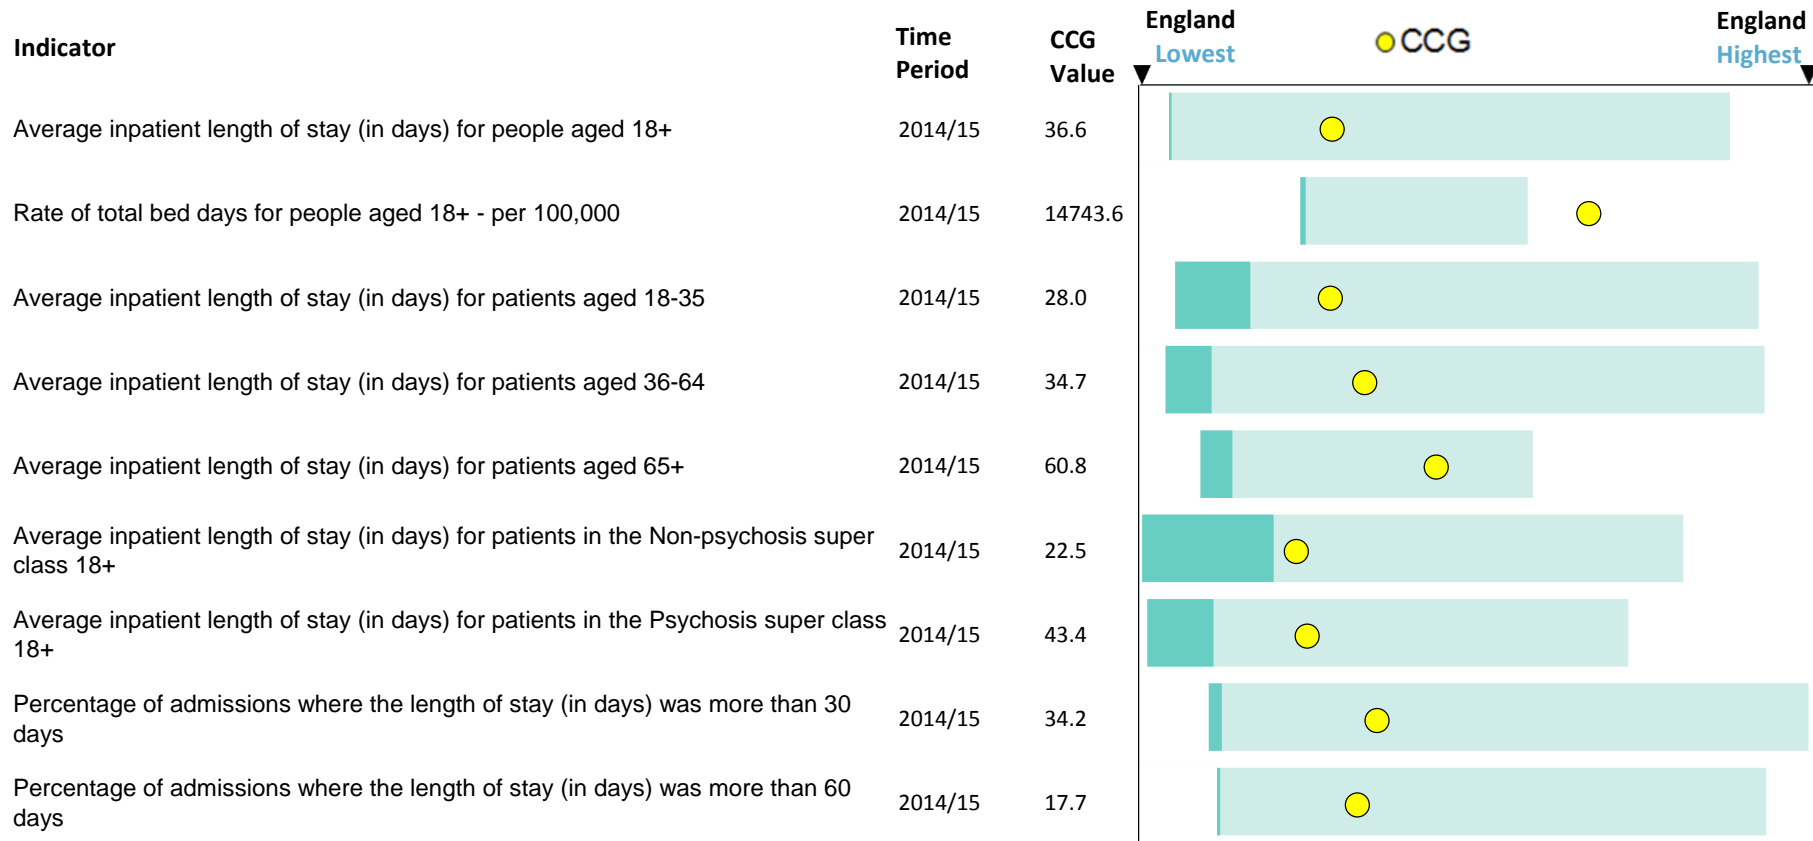 Indicator
Time Period
CCG Value
England Lowest
CCG
England Highest
Average inpatient length of stay (in days) for people aged 18+ 2014/15 36.6
Rate of total bed days for people aged 18+ - per 100,000 2014/15 14743.6
Average inpatient length of stay (in days) for patients aged 18-35 2014/15 28.0
Average inpatient length of stay (in days) for patients aged 36-64 2014/15 34.7
Average inpatient length of stay (in days) for patients aged 65+ 2014/15 60.8
Average inpatient length of stay (in days) for patients in the Non-psychosis super
class 18+ 2014/15 22.5
Average inpatient length of stay (in days) for patients in the Psychosis super class
18+ 2014/15 43.4
Percentage of admissions where the length of stay (in days) was more than 30
days 2014/15 34.2
Percentage of admissions where the length of stay (in days) was more than 60
days 2014/15 17.7